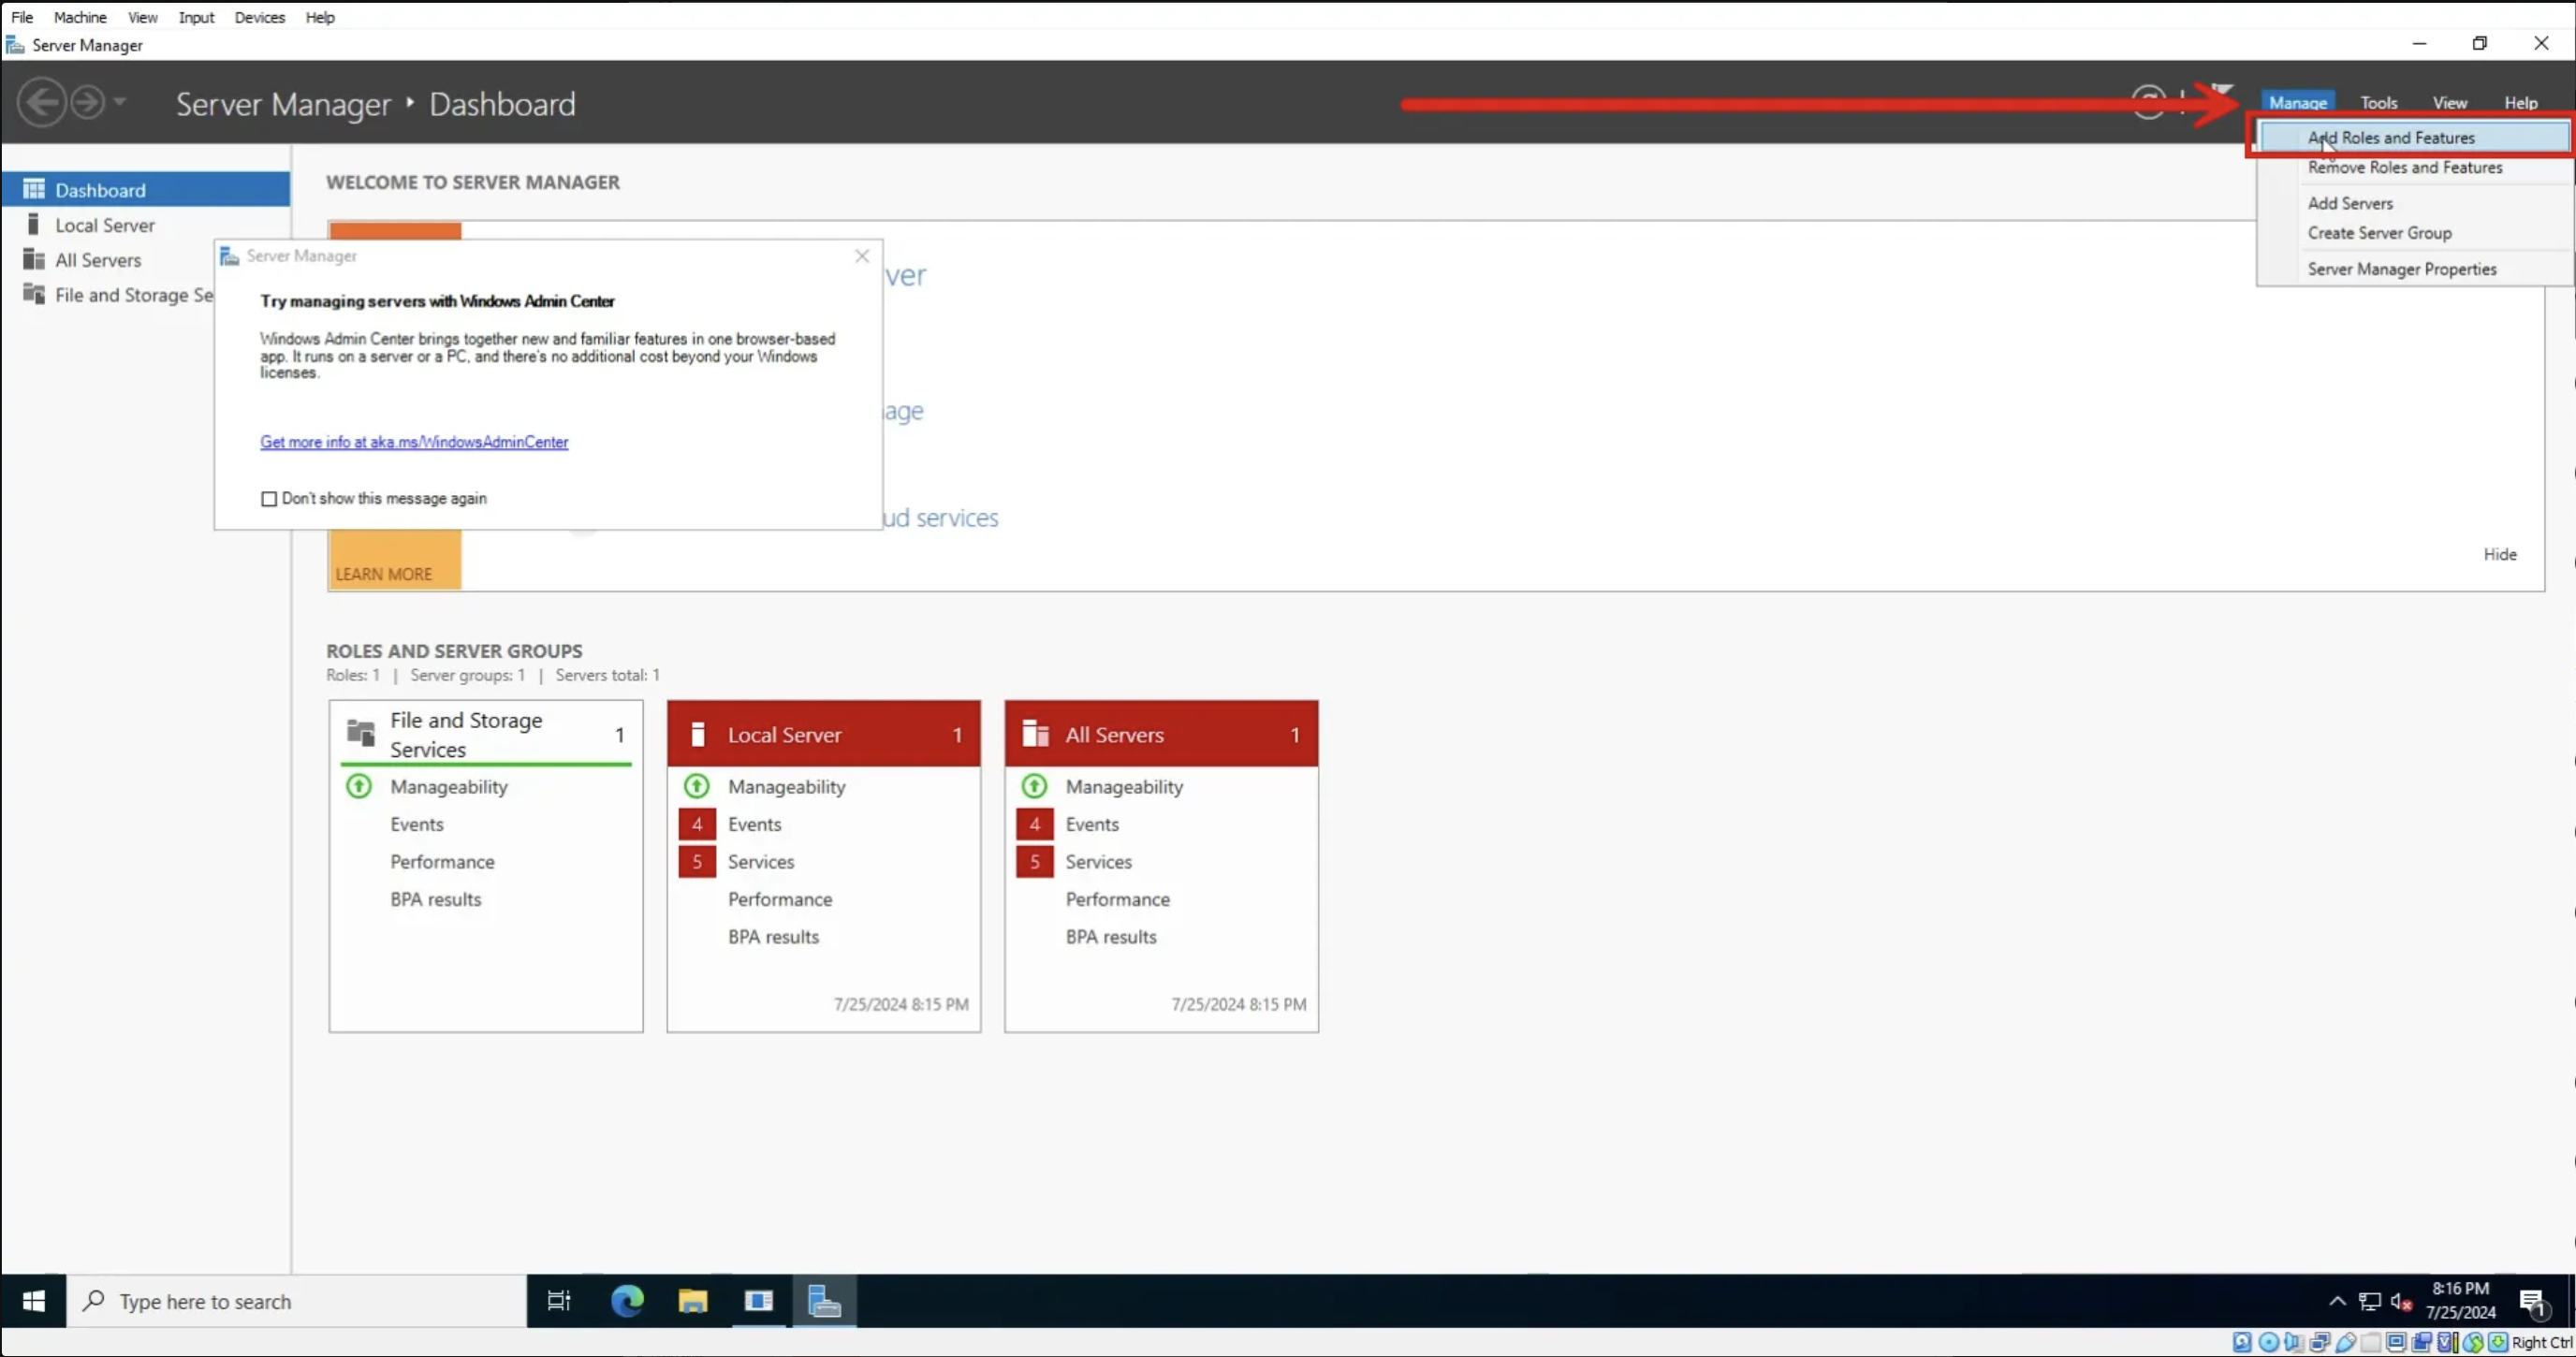 File Machine View Input Devices Help
Server Manager
Server Manager Dashboard
Manage Tools View Help
Add Roles and Features
Remove Roles and Features
Add Servers
Create Server Group
Server Manager Properties
Dashboard
Local Server
All Servers
File and Storage Se
WELCOME TO SERVER MANAGER
Server Manager
Try managing servers with Windows Admin Center
Windows Admin Center brings together new and familiar features in one browser-based
app. It runs on a server or a PC, and there's no additional cost beyond your Windows
licenses.
Get more info at aka.ms/WindowsAdminCenter
Don't show this message again
ver
age
ud services
LEARN MORE
Hide
ROLES AND SERVER GROUPS
Roles: 1 | Server groups: 1 | Servers total: 1
File and Storage
Services
1
Manageability
Events
Performance
BPA results
Local Server 1
Manageability
4 Events
5 Services
Performance
BPA results
7/25/2024 8:15 PM
All Servers 1
Manageability
4 Events
5 Services
Performance
BPA results
7/25/2024 8:15 PM
Type here to search
8:16 PM
7/25/2024
1
Right Ctrl